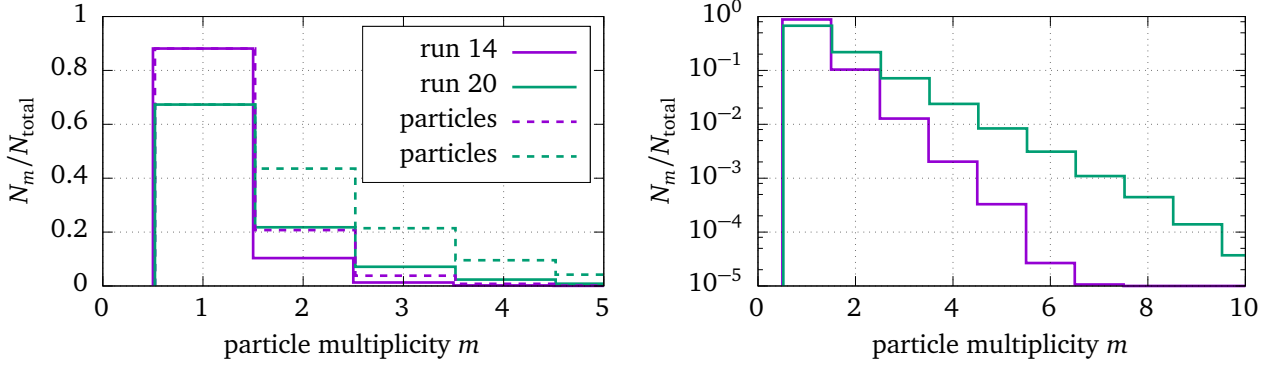 1
0.8
0.6
0.4
0.2
0
N_m/N_total
run 14
run 20
particles
particles
0 1 2 3 4 5
particle multiplicity m
10^0
10^-1
10^-2
10^-3
10^-4
10^-5
N_m/N_total
0 2 4 6 8 10
particle multiplicity m